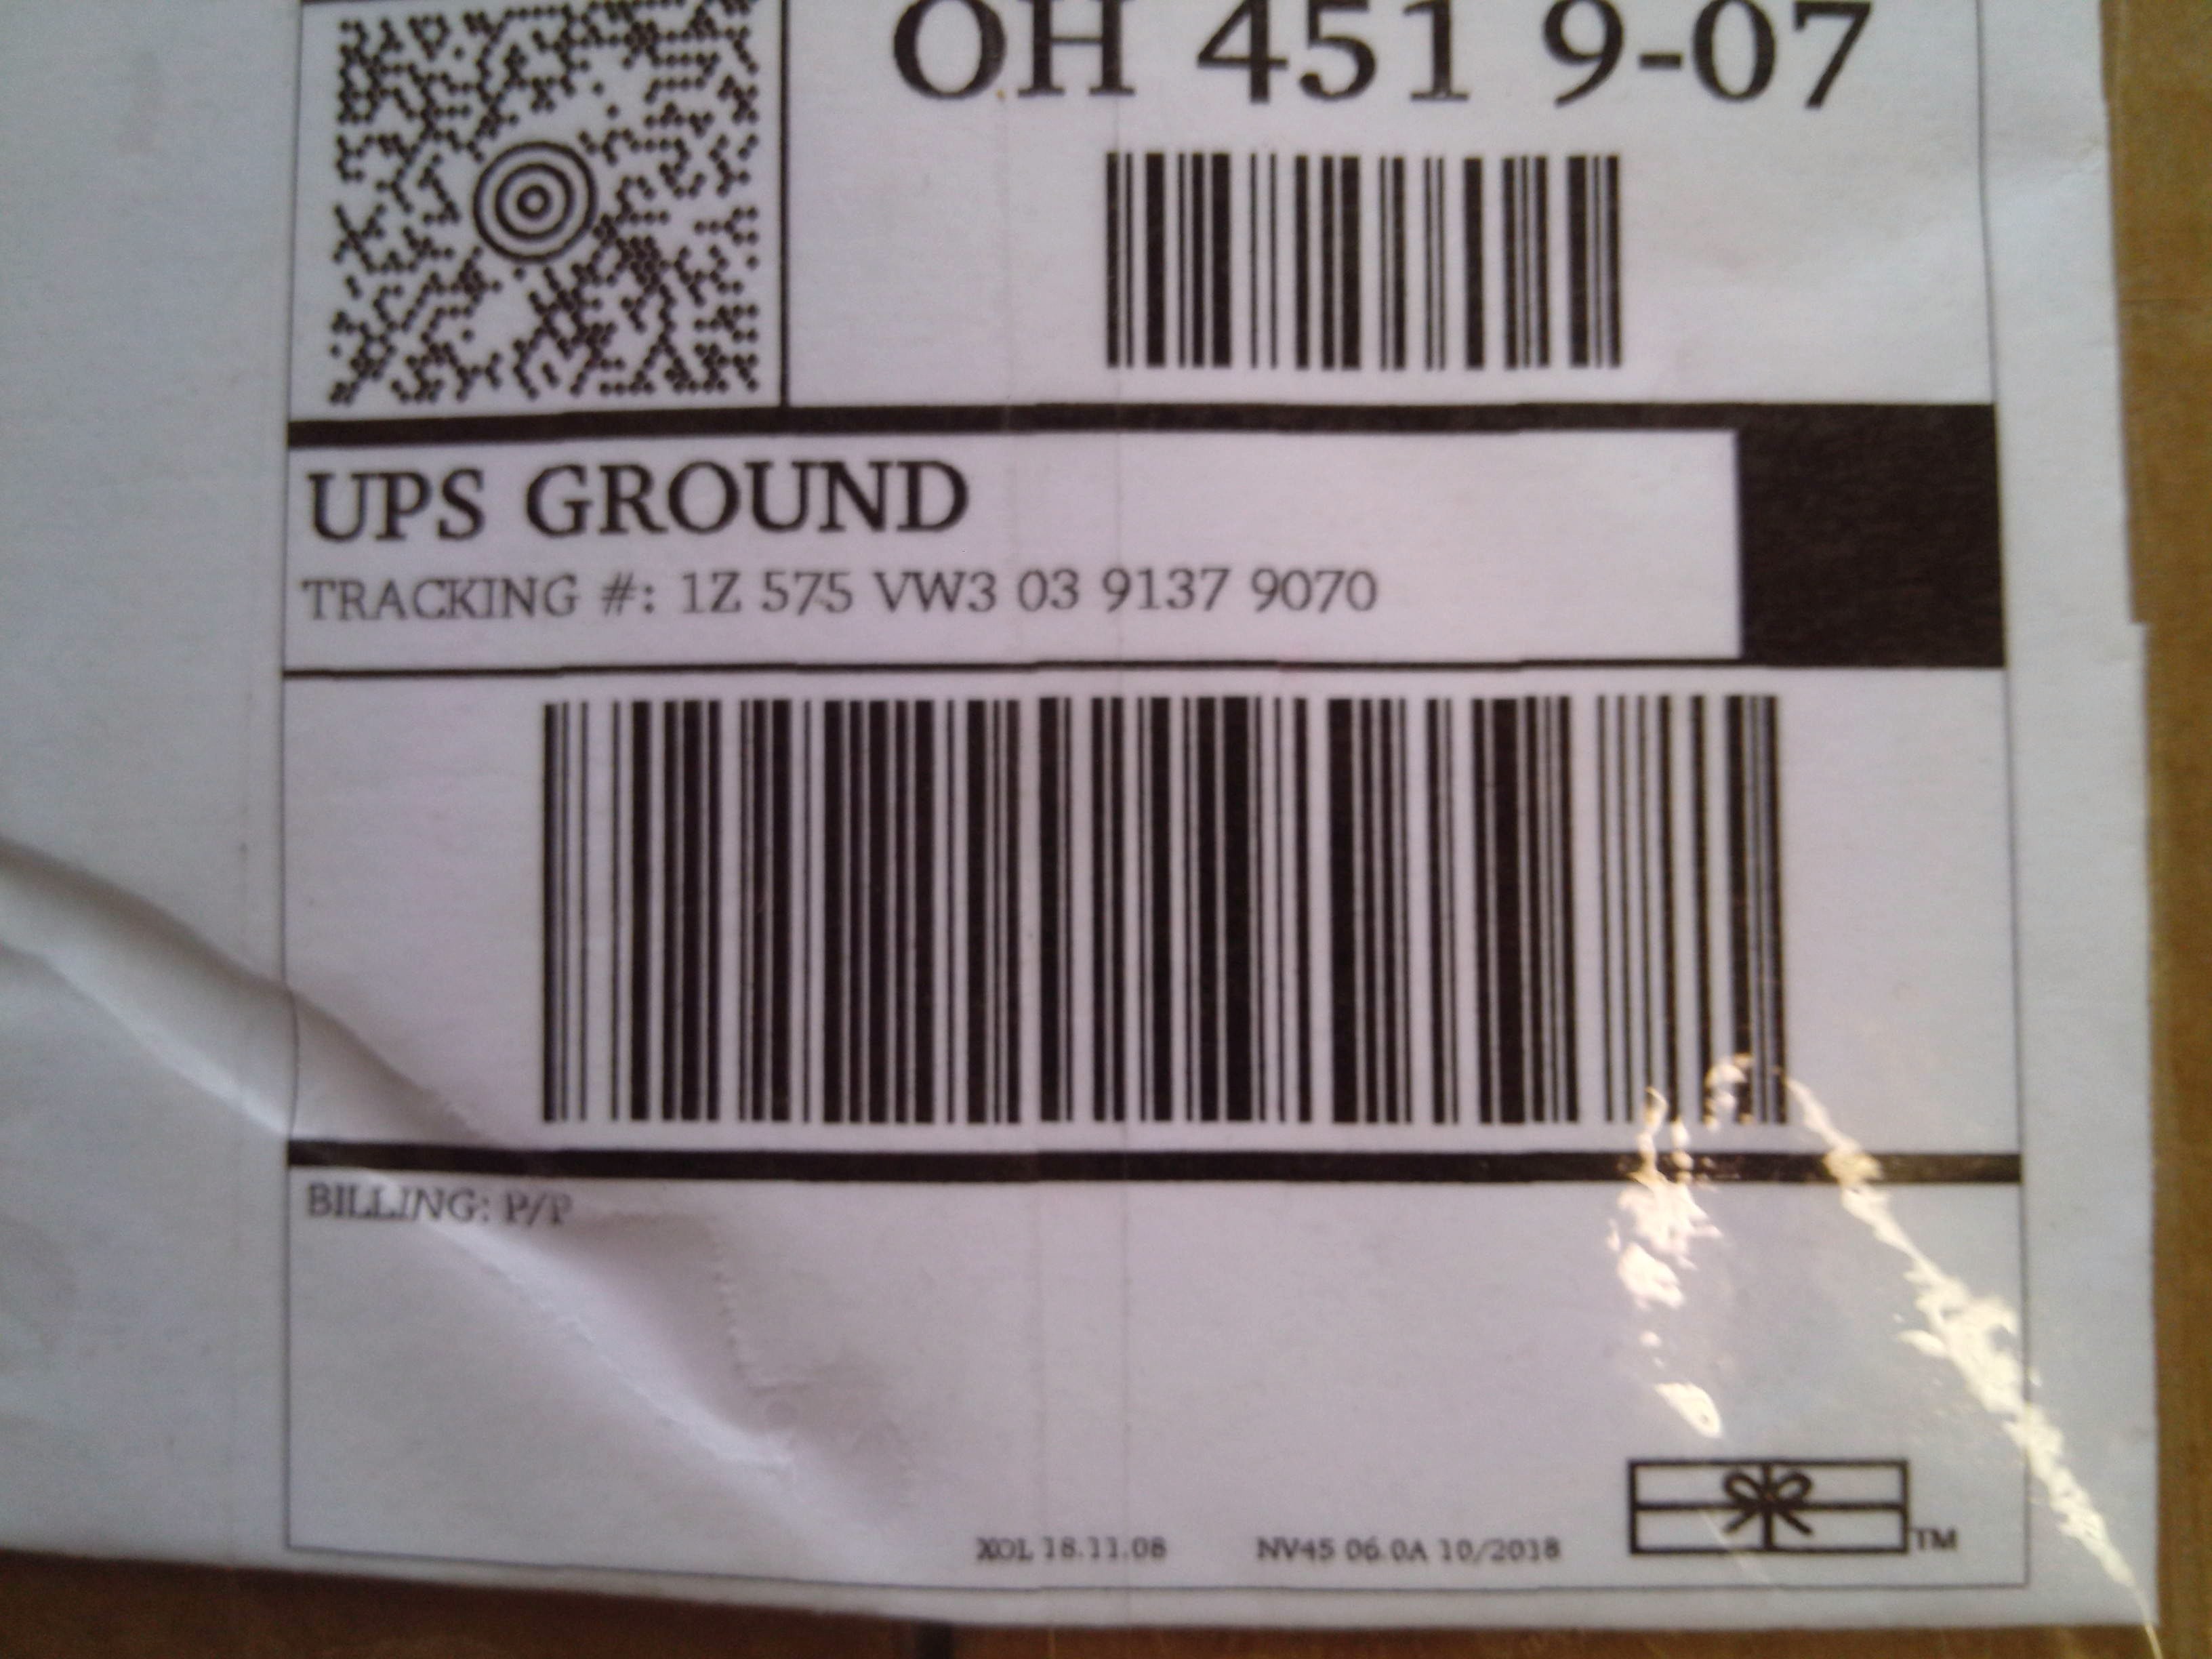 OH 451 9-07
UPS GROUND
TRACKING #: 1Z 575 VW3 03 9137 9070
BILLING: P/P
XOL 18.11.08 NV45 06.0A 10/2018
TM